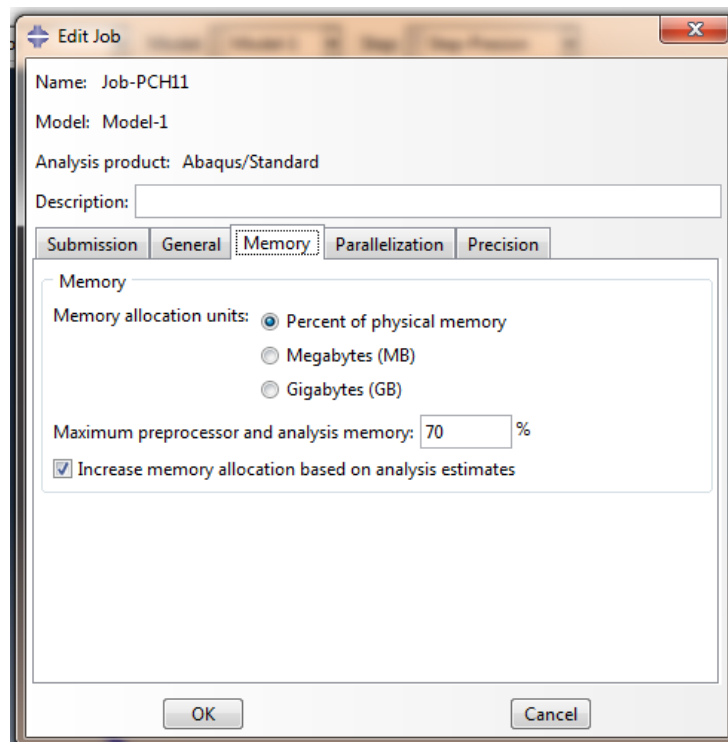 Edit Job
Name: Job-PCH11
Model: Model-1
Analysis product: Abaqus/Standard
Description:
Submission General Memory Parallelization Precision
Memory
Memory allocation units: Percent of physical memory
Megabytes (MB)
Gigabytes (GB)
Maximum preprocessor and analysis memory: 70 %
Increase memory allocation based on analysis estimates
OK Cancel